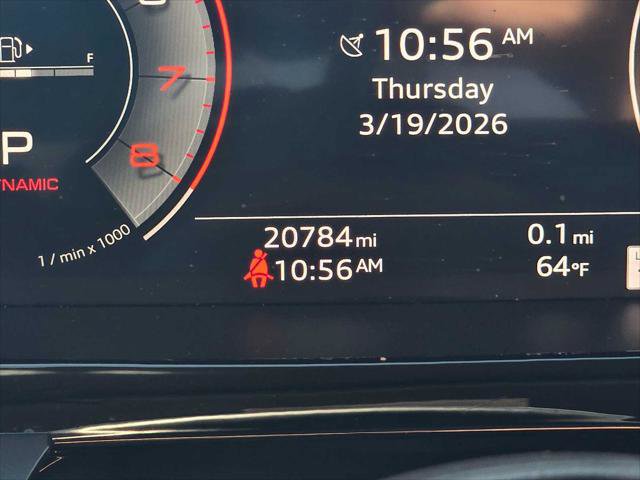 10:56 AM
Thursday
3/19/2026
F
7
8
P
YNAMIC
1 / min x 1000
20784 mi
0.1 mi
10:56 AM
64°F